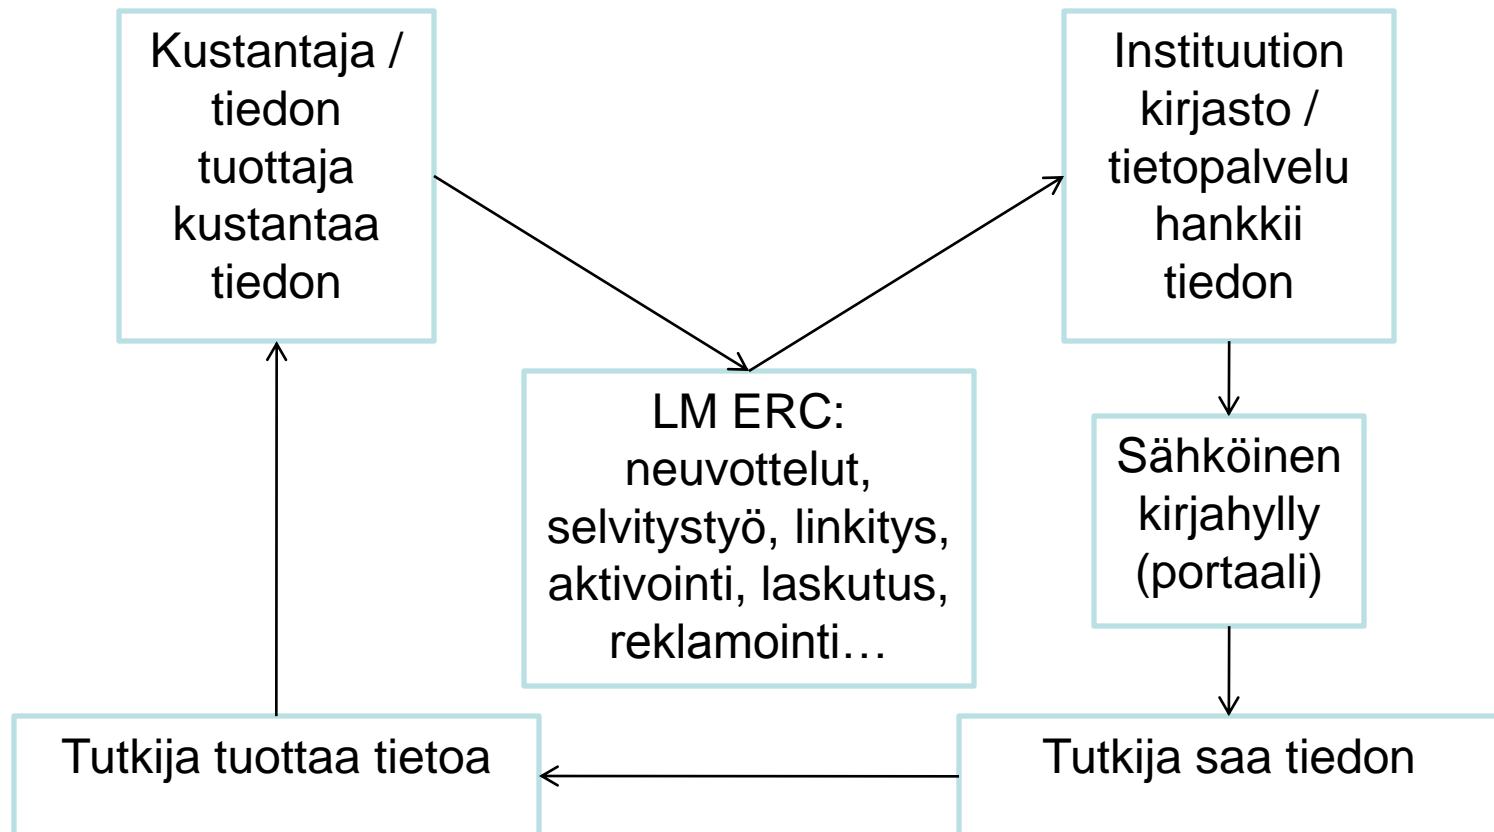 Kustantaja /
tiedon
tuottaja
kustantaa
tiedon
Instituution
kirjasto /
tietopalvelu
hankkii
tiedon
LM ERC:
neuvottelut,
selvitystyö, linkitys,
aktivointi, laskutus,
reklamointi…
Sähköinen
kirjahylly
(portaali)
Tutkija tuottaa tietoa
Tutkija saa tiedon